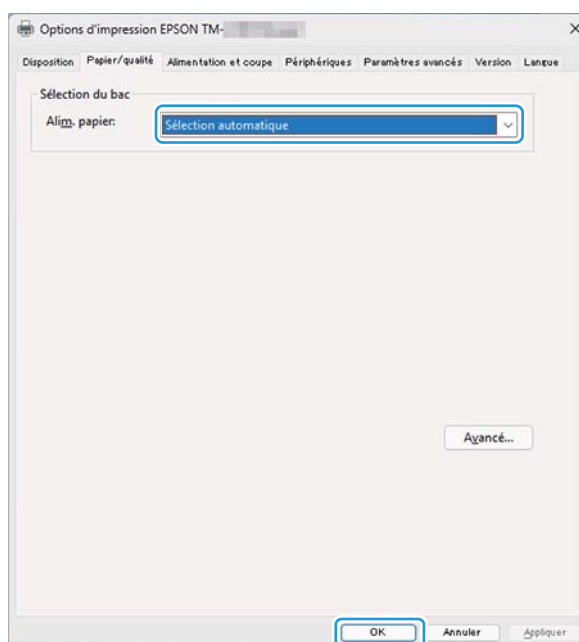 Options d'impression EPSON TM-
Disposition Papier/qualité Alimentation et coupe Périphériques Paramètres avancés Version Langue
Sélection du bac
Alim. papier: Sélection automatique
Avancé...
OK Annuler Appliquer